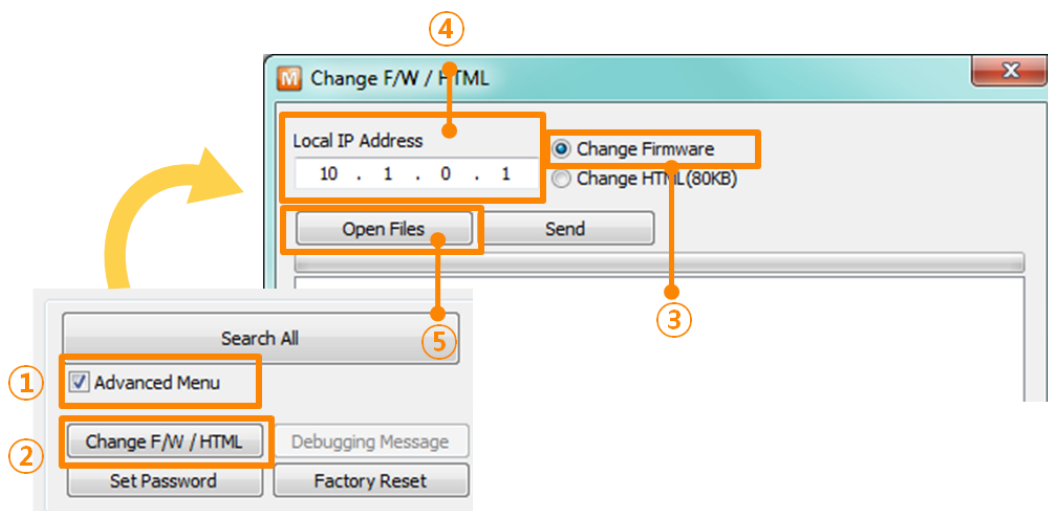 ④
M Change F/W / HTML
x
Local IP Address
10 . 1 . 0 . 1
Change Firmware
Change HTML(80KB)
Open Files
Send
③
⑤
Search All
①
Advanced Menu
②
Change F/W / HTML
Debugging Message
Set Password
Factory Reset